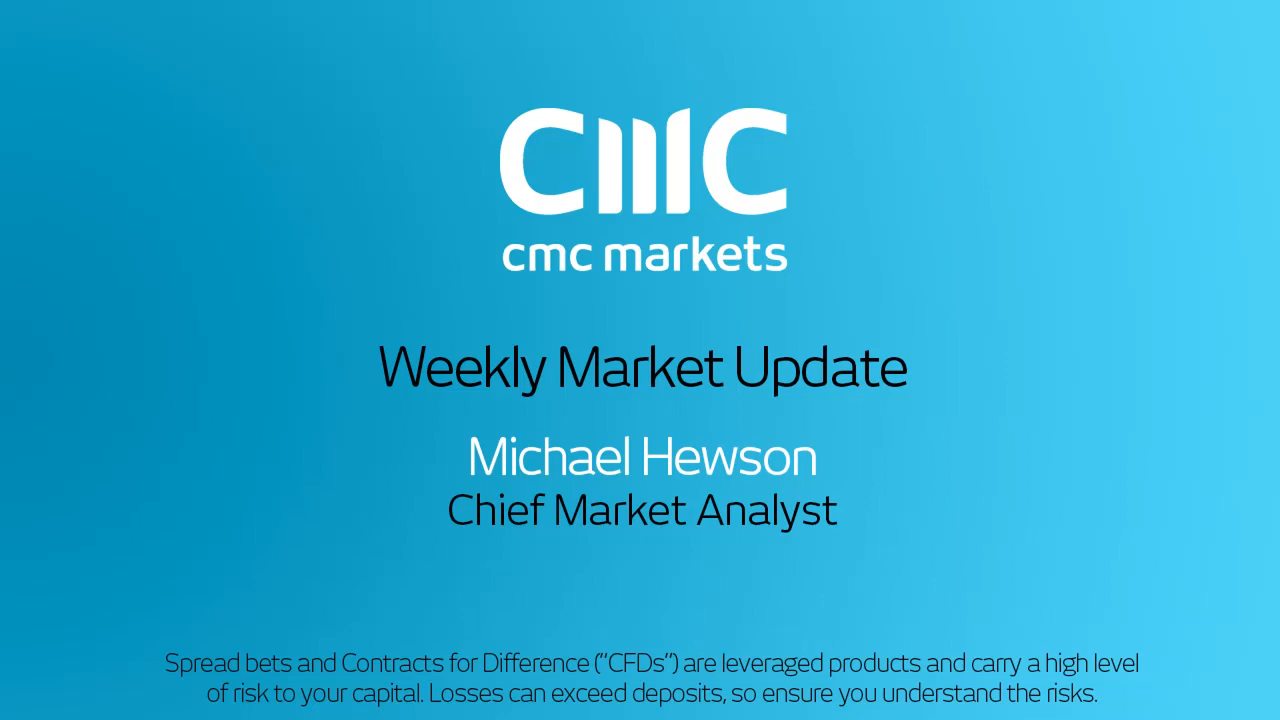 CMC
cmc markets
Weekly Market Update
Michael Hewson
Chief Market Analyst
Spread bets and Contracts for Difference (”CFDs”) are leveraged products and carry a high level
of risk to your capital. Losses can exceed deposits, so ensure you understand the risks.